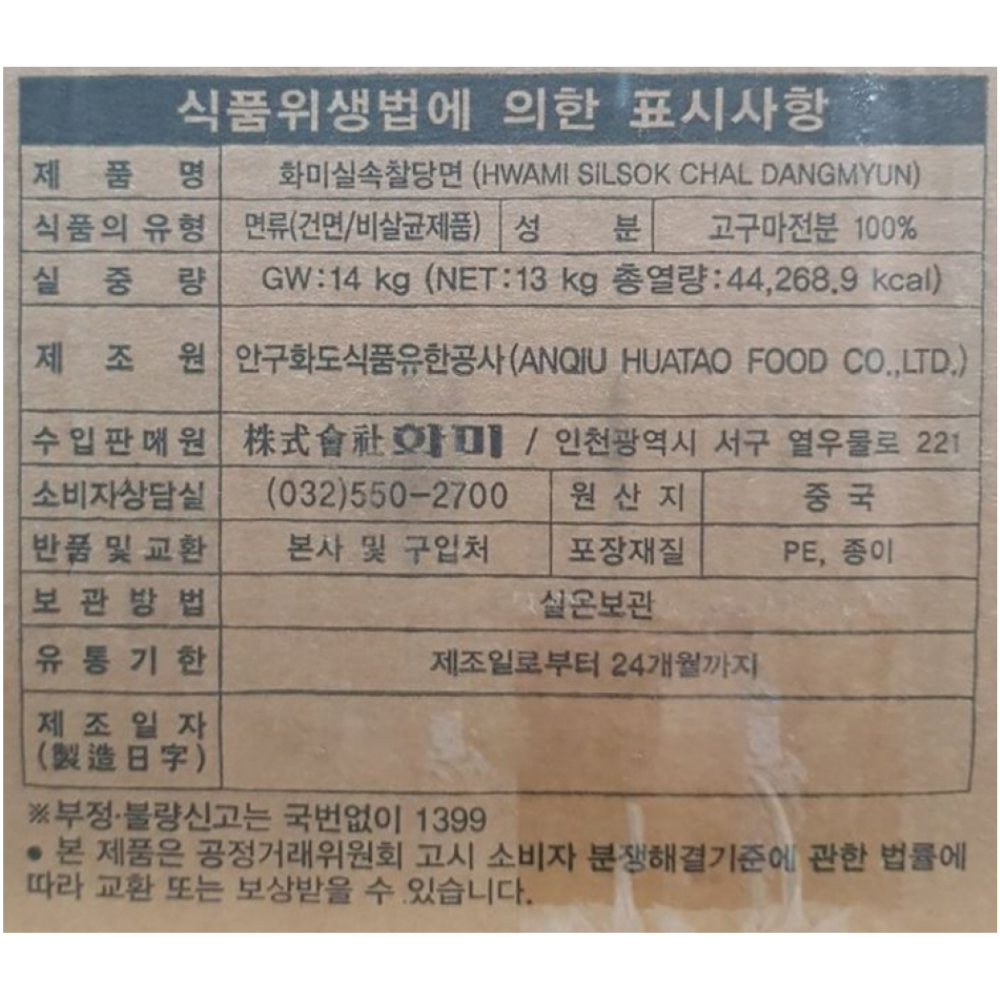 식품위생법에 의한 표시사항
제 품 명 화미실속찰당면 (HWAMI SILSOK CHAL DANGMYUN)
식품의 유형 면류(건면/비살균제품) 성 분 고구마전분 100%
실 중 량 GW:14 kg (NET:13 kg 총열량:44,268.9 kcal)
제 조 원 안구화도식품유한공사(ANQIU HUATAO FOOD CO.,LTD.)
수입판매원 株式會社 화미 / 인천광역시 서구 열우물로 221
소비자상담실 (032)550-2700 원 산 지 중 국
반품및교환 본사 및 구입처 포장재질 PE, 종이
보 관 방 법 실온보관
유 통 기 한 제조일로부터 24개월까지
제 조 일 자
(製造日字)
※부정·불량신고는 국번없이 1399
● 본 제품은 공정거래위원회 고시 소비자 분쟁해결기준에 관한 법률에
따라 교환 또는 보상받을 수 있습니다.